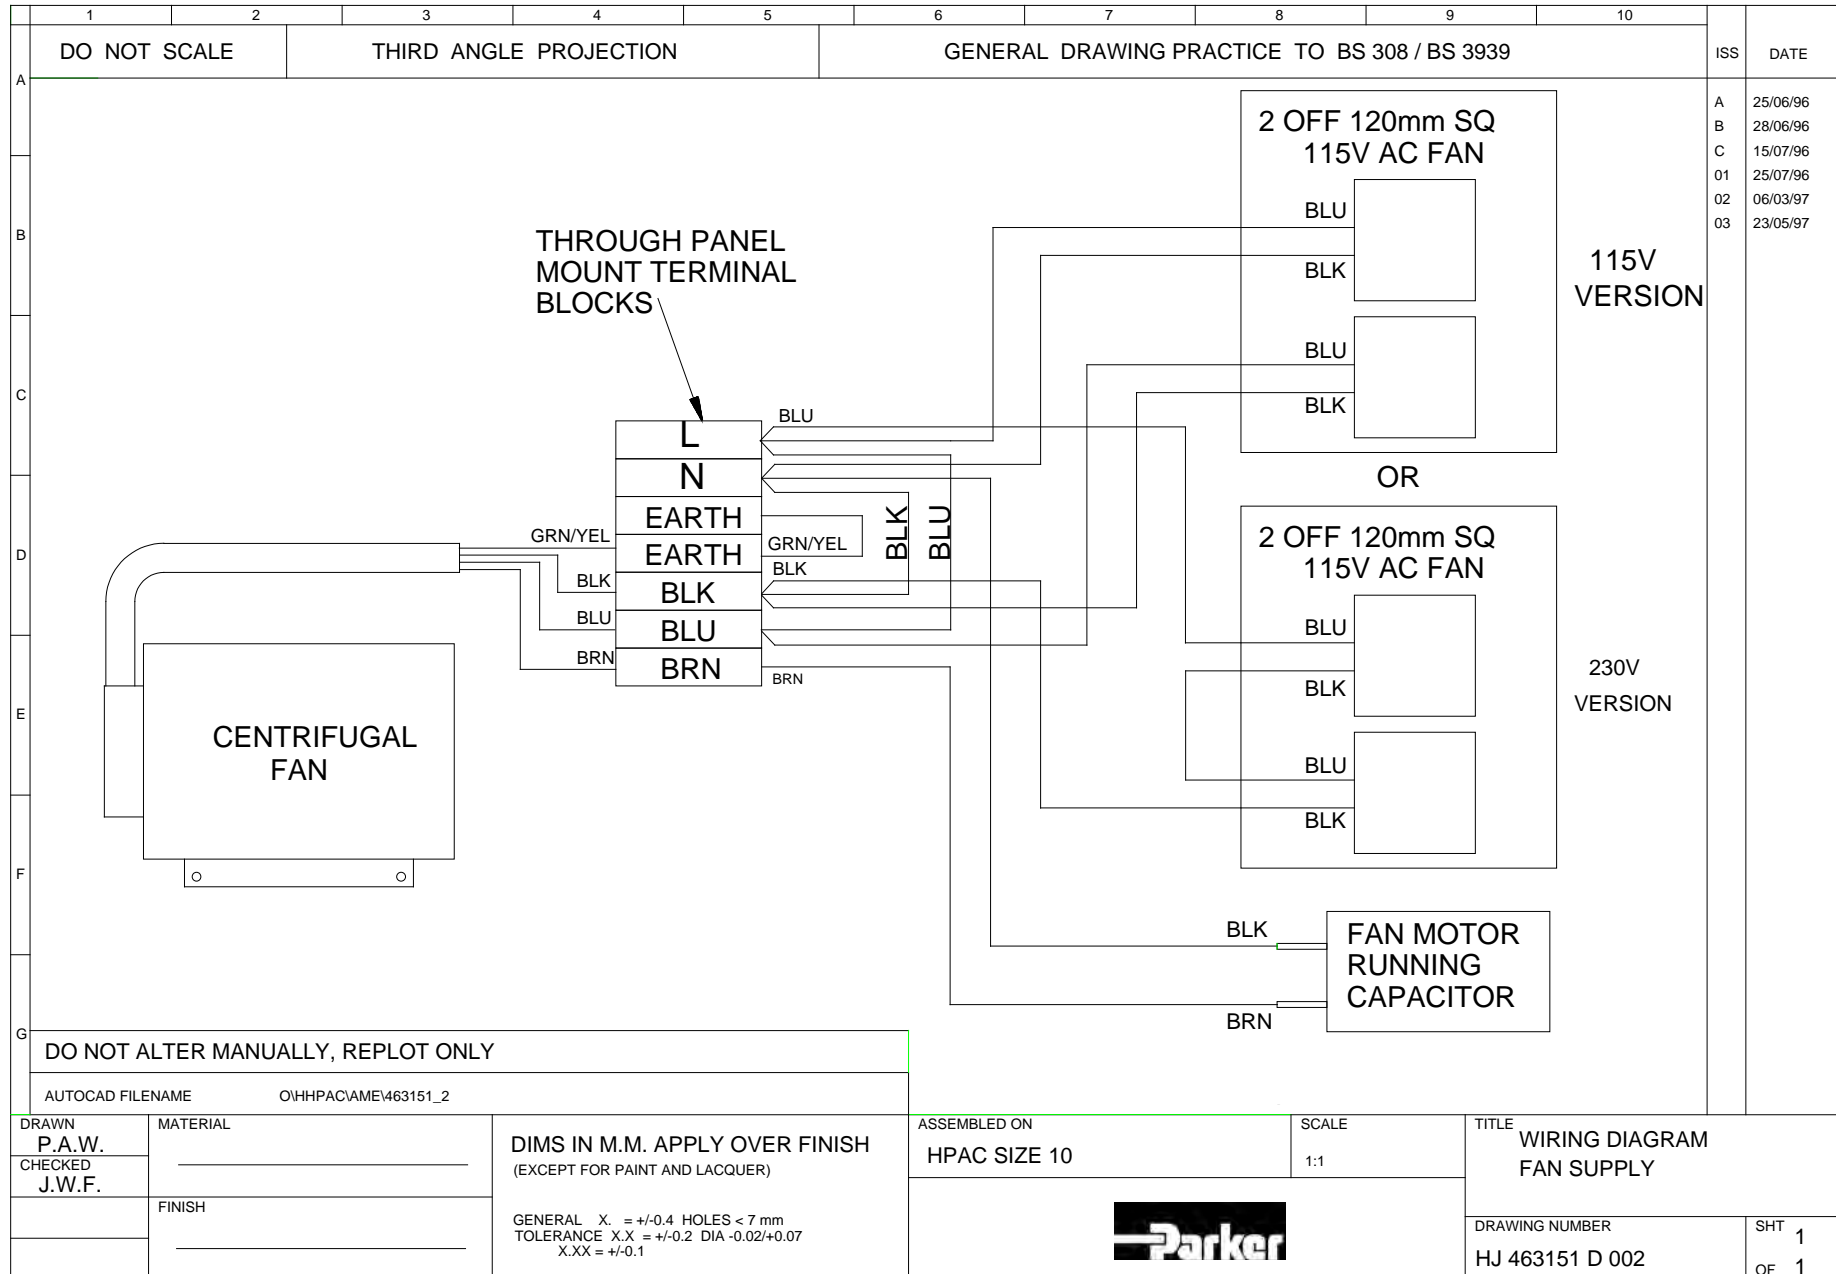 1 2 3 4 5 6 7 8 9 10
DO NOT SCALE
THIRD ANGLE PROJECTION
GENERAL DRAWING PRACTICE TO BS 308 / BS 3939
ISS DATE
A 25/06/96
B 28/06/96
C 15/07/96
01 25/07/96
02 06/03/97
03 23/05/97
A
B
C
D
E
F
G
2 OFF 120mm SQ
115V AC FAN
BLU
BLK
BLU
BLK
115V
VERSION
THROUGH PANEL
MOUNT TERMINAL
BLOCKS
L
N
EARTH
EARTH
BLK
BLU
BRN
GRN/YEL
BLK
BLU
BRN
BLU
GRN/YEL
BLK
BRN
BLK
BLU
OR
2 OFF 120mm SQ
115V AC FAN
BLU
BLK
BLU
BLK
230V
VERSION
CENTRIFUGAL
FAN
BLK
BRN
FAN MOTOR
RUNNING
CAPACITOR
DO NOT ALTER MANUALLY, REPLOT ONLY
AUTOCAD FILENAME O\HHPAC\AME\463151_2
DRAWN
P.A.W.
CHECKED
J.W.F.
MATERIAL
FINISH
DIMS IN M.M. APPLY OVER FINISH
(EXCEPT FOR PAINT AND LACQUER)
GENERAL X. = +/-0.4 HOLES < 7 mm
TOLERANCE X.X = +/-0.2 DIA -0.02/+0.07
X.XX = +/-0.1
ASSEMBLED ON
HPAC SIZE 10
SCALE
1:1
Parker
TITLE
WIRING DIAGRAM
FAN SUPPLY
DRAWING NUMBER
HJ 463151 D 002
SHT 1
OF 1